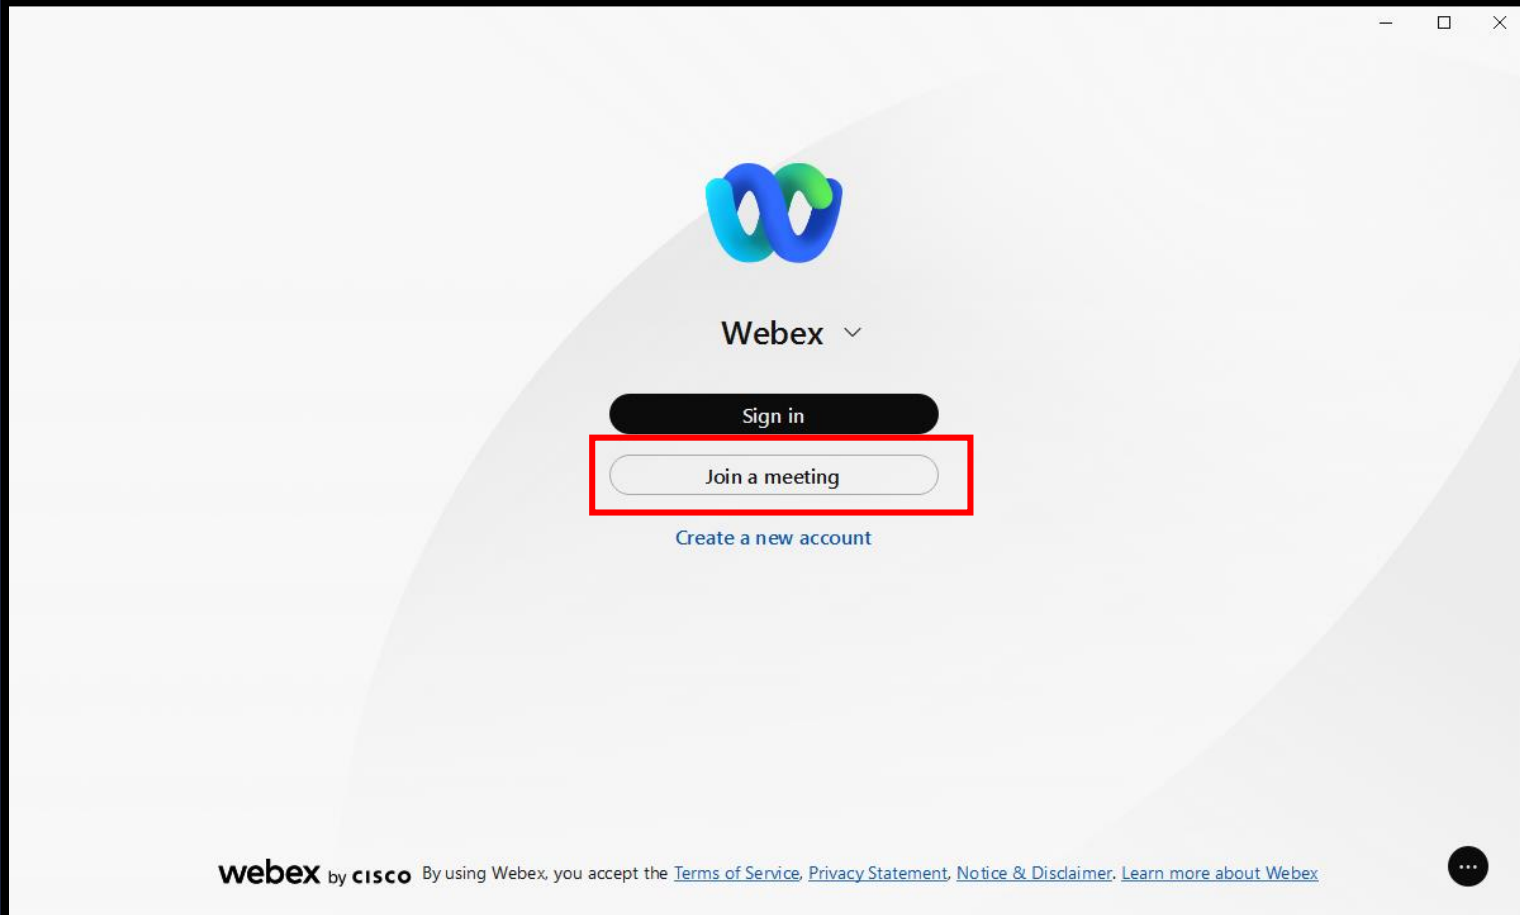 Webex
Sign in
Join a meeting
Create a new account
webex by CISCO By using Webex, you accept the Terms of Service, Privacy Statement, Notice & Disclaimer. Learn more about Webex